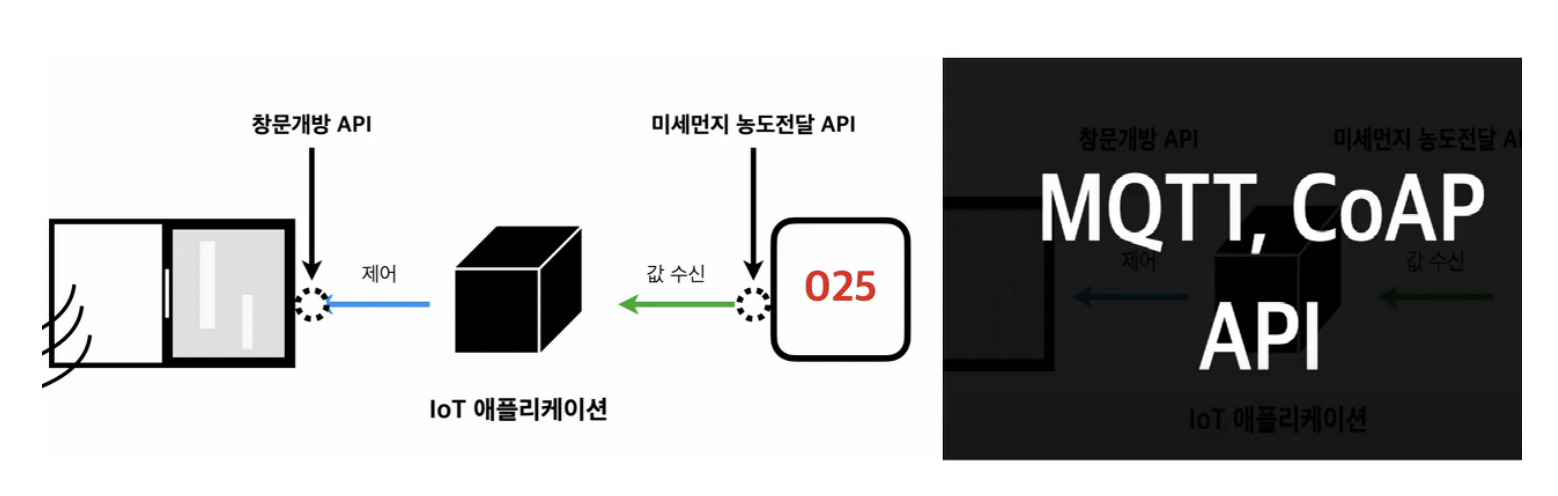 창문개방 API
미세먼지 농도전달 API
제어
값 수신
025
IoT 애플리케이션
창문개방 API
미세먼지 농도전달 AP
MQTT, CoAP
제어
값 수신
API
IoT 애플리케이션